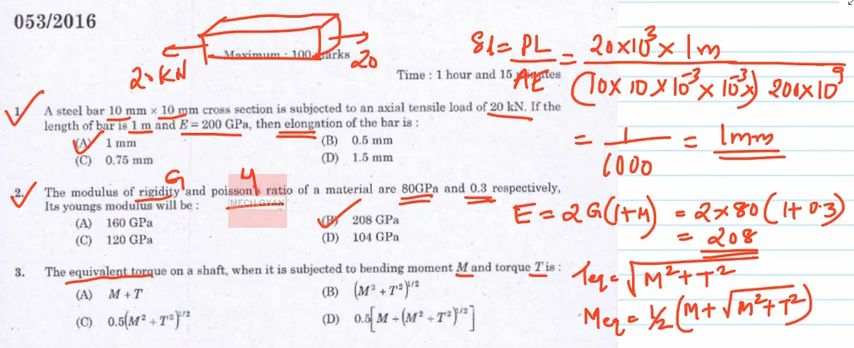 053/2016
20 KN
Maximum : 100 marks
20
Time : 1 hour and 15 minutes
δl = PL / AE = 20×10³ × 1m / (10×10×10⁻³×10⁻³) 200×10⁹
= 1/1000 = 1mm
1. A steel bar 10 mm × 10 mm cross section is subjected to an axial tensile load of 20 kN. If the
length of bar is 1 m and E = 200 GPa, then elongation of the bar is :
(A) 1 mm (B) 0.5 mm
(C) 0.75 mm (D) 1.5 mm
G μ
2. The modulus of rigidity and poisson's ratio of a material are 80GPa and 0.3 respectively,
Its youngs modulus will be :
MECH GYAN
(A) 160 GPa (B) 208 GPa
(C) 120 GPa (D) 104 GPa
E = 2G(1+μ) = 2×80(1+0.3)
= 208
3. The equivalent torque on a shaft, when it is subjected to bending moment M and torque T is :
(A) M + T (B) (M² + T²)^1/2
(C) 0.5(M² + T²)^1/2 (D) 0.5[M + (M² + T²)^1/2]
Teq = √M²+T²
Meq = ½ (M+ √M²+T²)